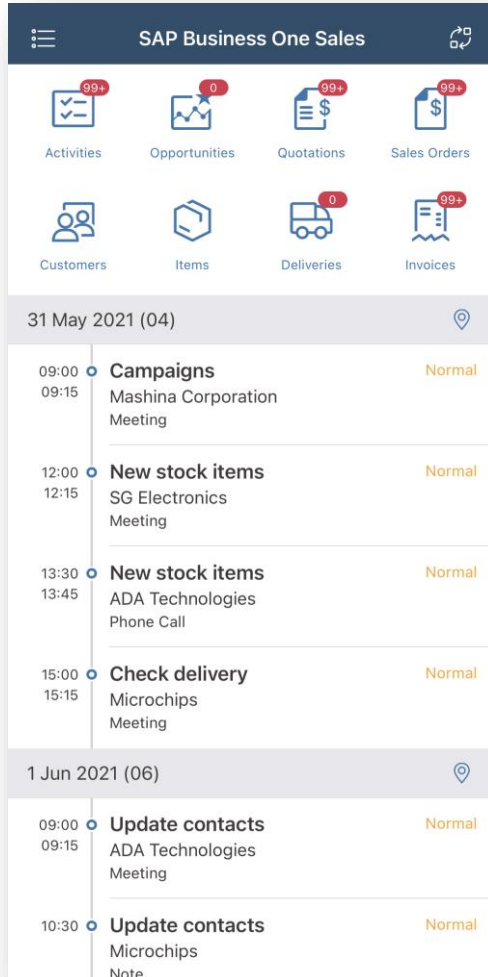 SAP Business One Sales
99+ 0 99+ 99+
Activities Opportunities Quotations Sales Orders
0 99+
Customers Items Deliveries Invoices
31 May 2021 (04)
09:00 Campaigns Normal
09:15 Mashina Corporation
Meeting
12:00 New stock items Normal
12:15 SG Electronics
Meeting
13:30 New stock items Normal
13:45 ADA Technologies
Phone Call
15:00 Check delivery Normal
15:15 Microchips
Meeting
1 Jun 2021 (06)
09:00 Update contacts Normal
09:15 ADA Technologies
Meeting
10:30 Update contacts Normal
Microchips
Note